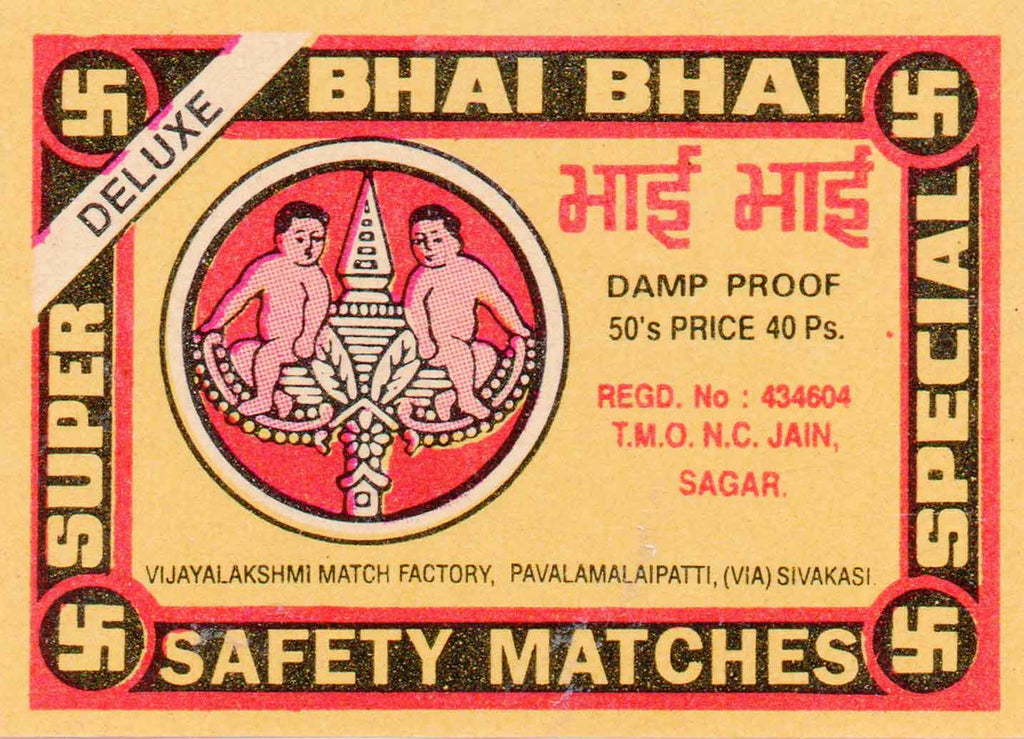 DELUXE
BHAI BHAI
भाई भाई
DAMP PROOF
50's PRICE 40 Ps.
REGD. No : 434604
T.M.O. N.C. JAIN,
SAGAR.
SUPER
SPECIAL
VIJAYALAKSHMI MATCH FACTORY, PAVALAMALAIPATTI, (VIA) SIVAKASI.
SAFETY MATCHES